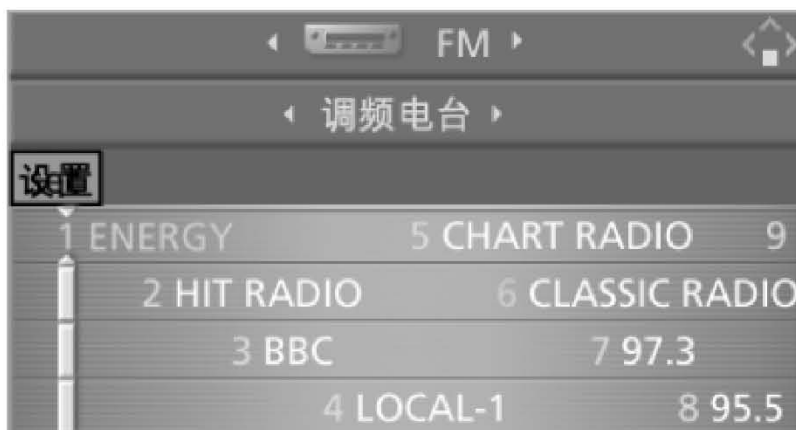 FM
调频电台
设置
1 ENERGY 5 CHART RADIO 9
2 HIT RADIO 6 CLASSIC RADIO
3 BBC 7 97.3
4 LOCAL-1 8 95.5